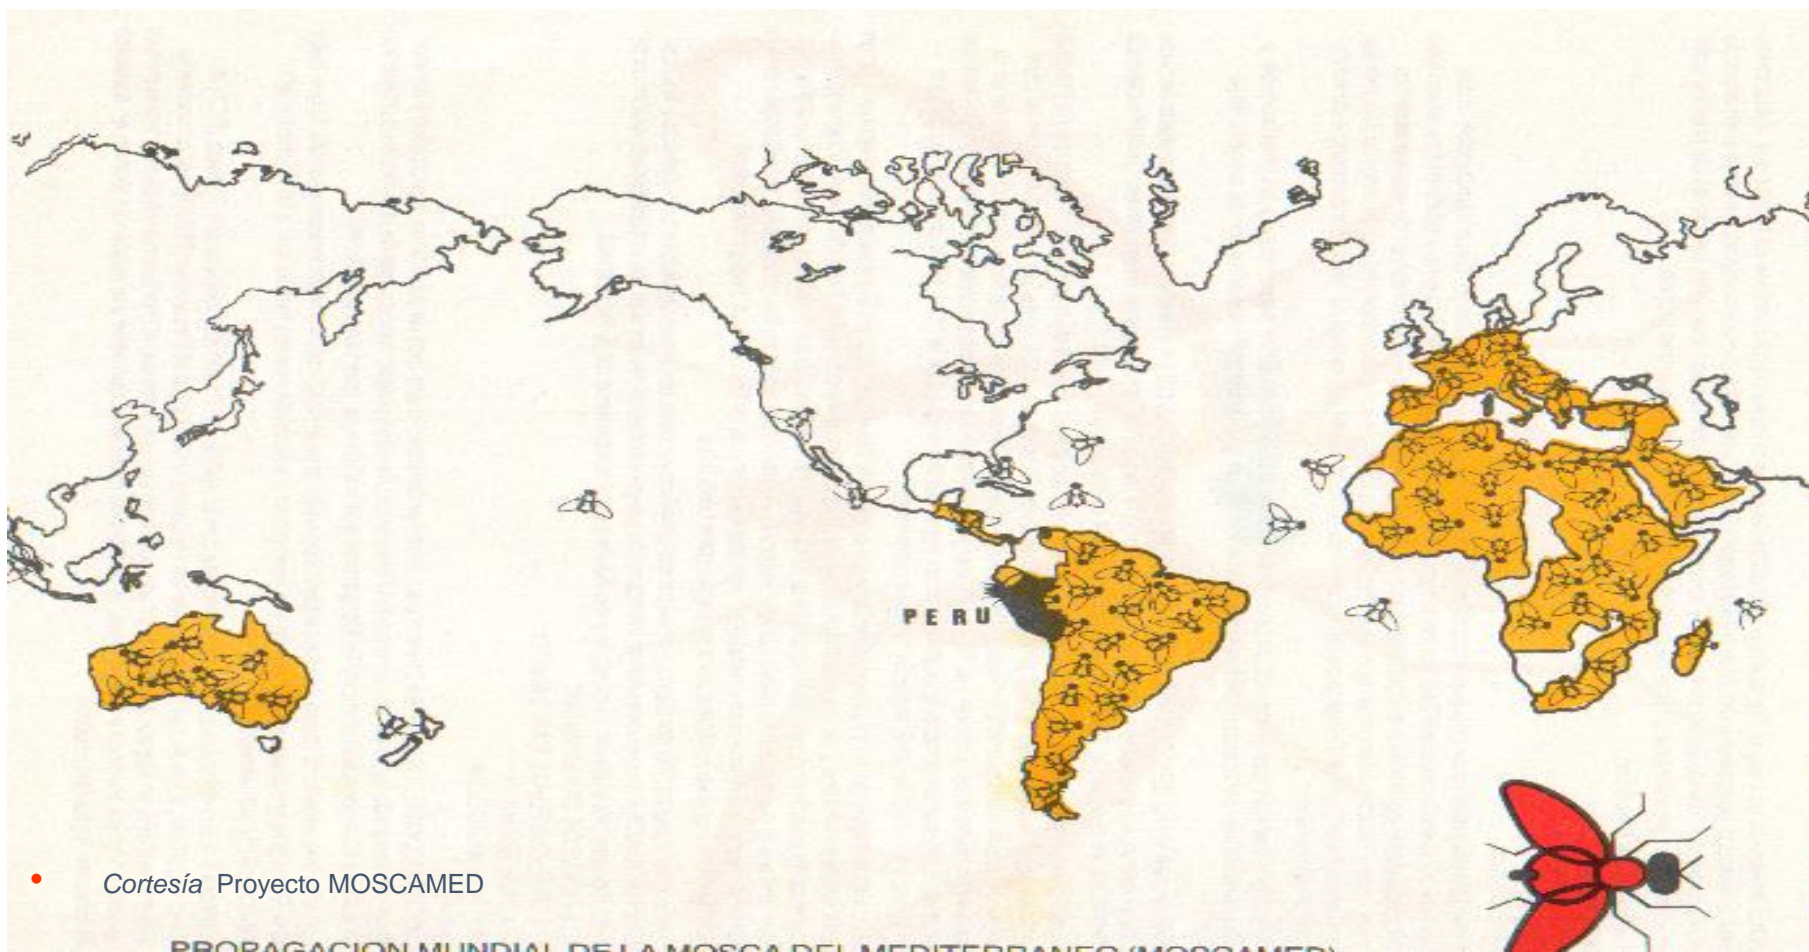 PERU
• Cortesía Proyecto MOSCAMED
PROPAGACION MUNDIAL DE LA MOSCA DEL MEDITERRANEO (MOSCAMED)